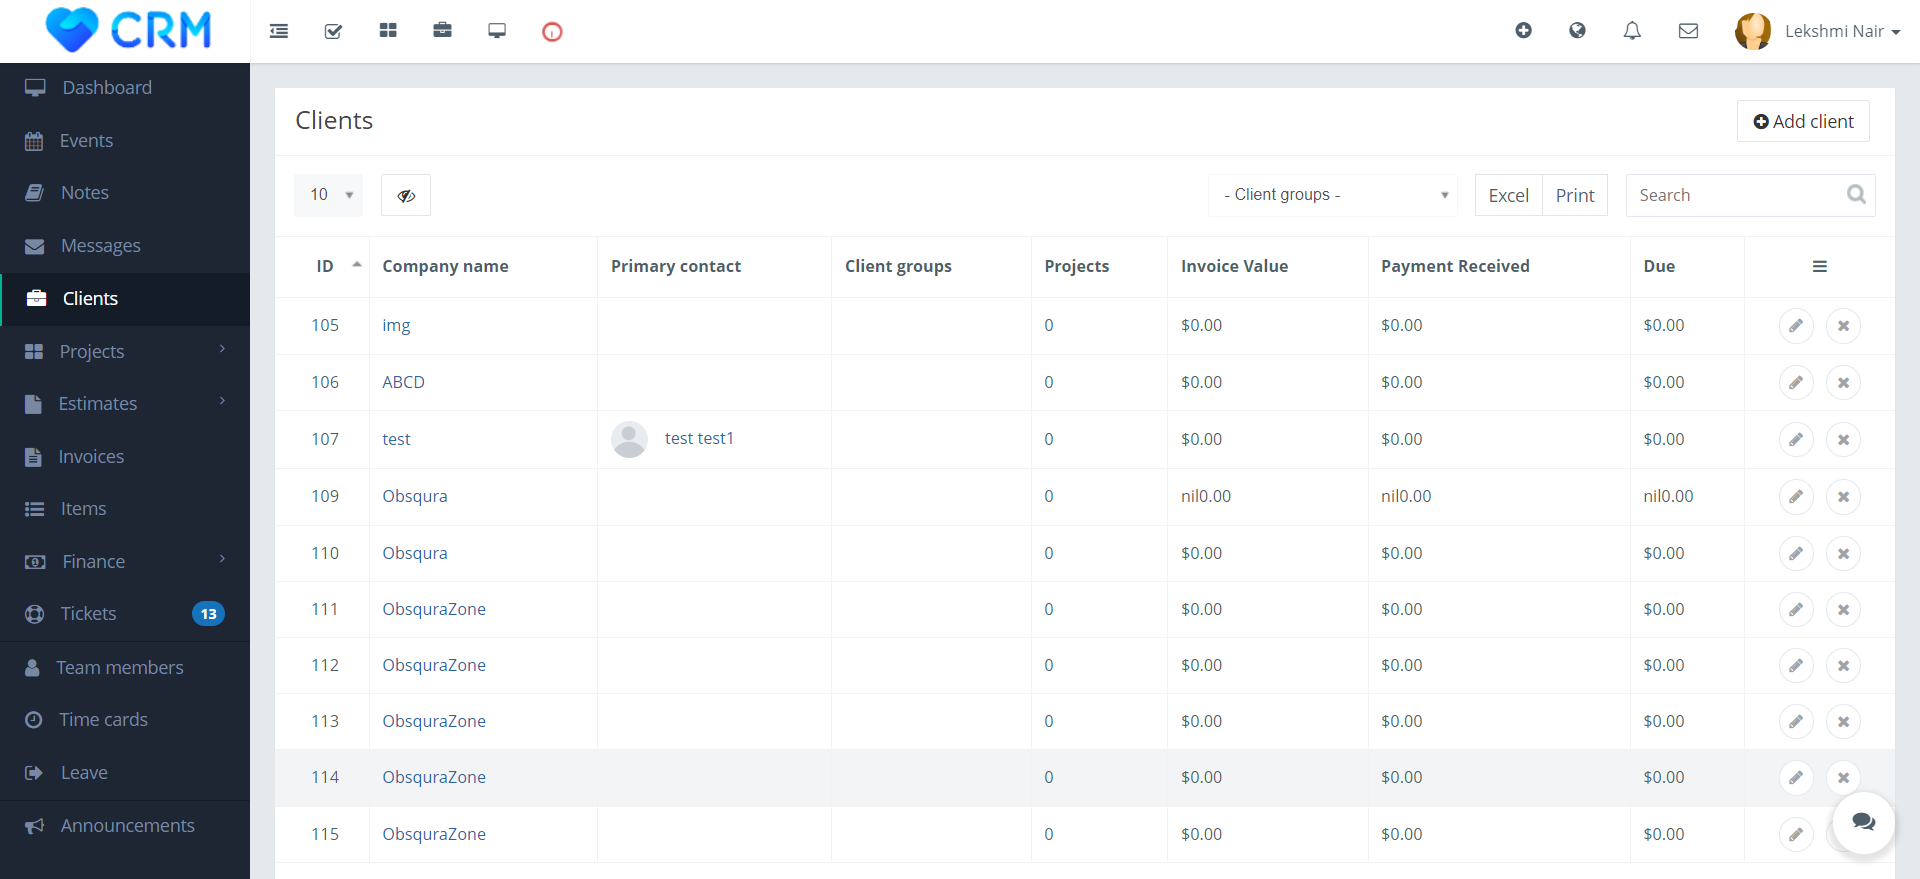 CRM
Lekshmi Nair
Dashboard
Events
Notes
Messages
Clients
Projects
Estimates
Invoices
Items
Finance
Tickets 13
Team members
Time cards
Leave
Announcements
Clients
Add client
10
- Client groups -
Excel Print
Search
ID Company name Primary contact Client groups Projects Invoice Value Payment Received Due
105 img 0 $0.00 $0.00 $0.00
106 ABCD 0 $0.00 $0.00 $0.00
107 test test test1 0 $0.00 $0.00 $0.00
109 Obsqura 0 nil0.00 nil0.00 nil0.00
110 Obsqura 0 $0.00 $0.00 $0.00
111 ObsquraZone 0 $0.00 $0.00 $0.00
112 ObsquraZone 0 $0.00 $0.00 $0.00
113 ObsquraZone 0 $0.00 $0.00 $0.00
114 ObsquraZone 0 $0.00 $0.00 $0.00
115 ObsquraZone 0 $0.00 $0.00 $0.00